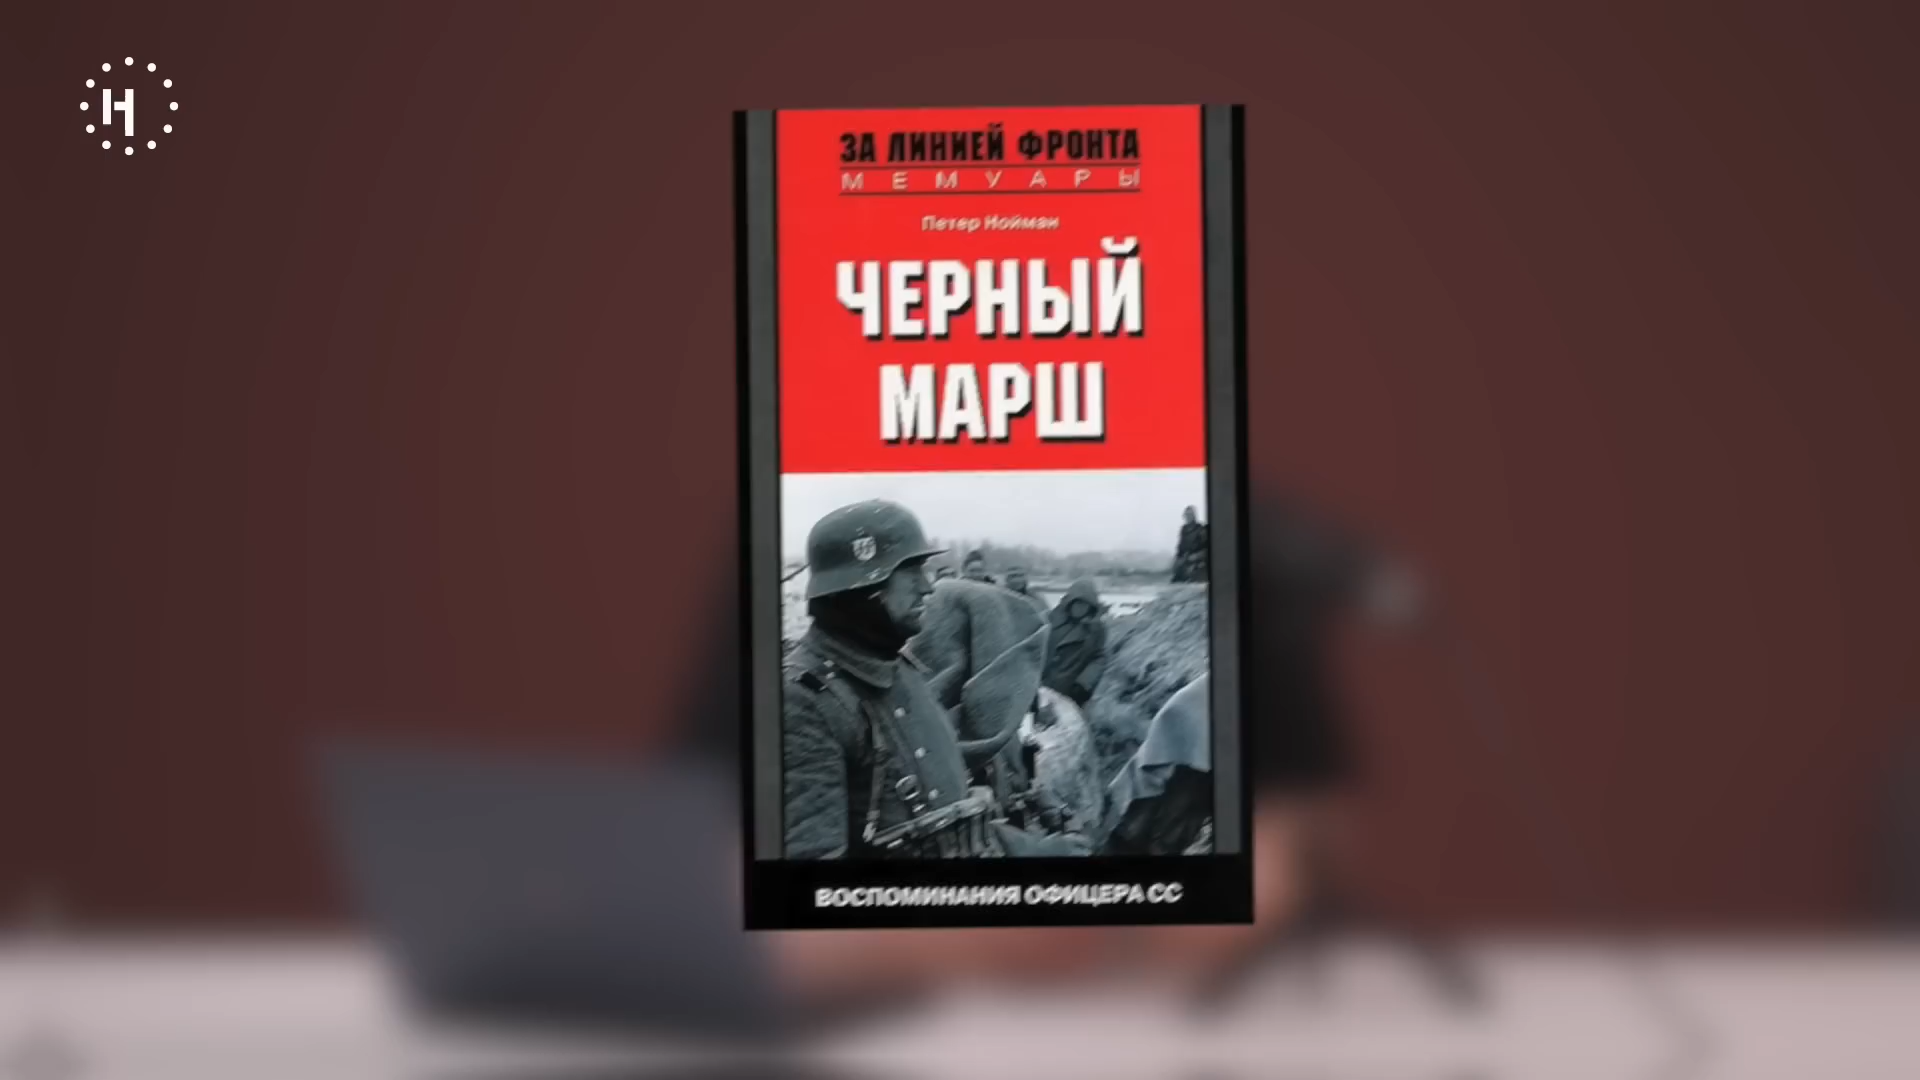 ЗА ЛИНИЕЙ ФРОНТА
МЕМУАРЫ
Петер Нойман
ЧЕРНЫЙ
МАРШ
ВОСПОМИНАНИЯ ОФИЦЕРА СС